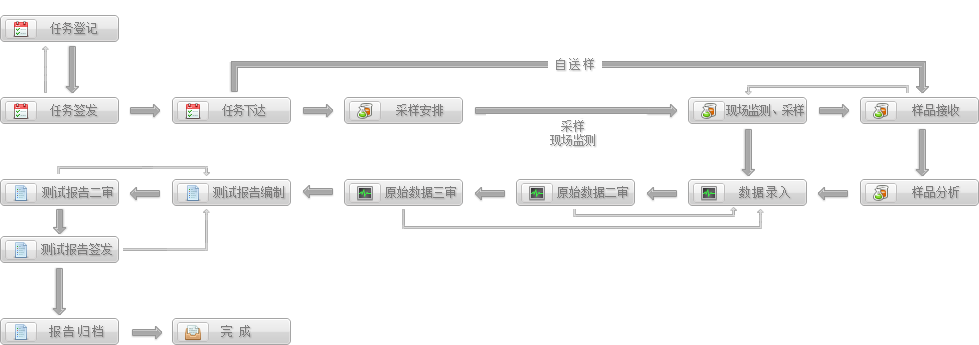 任务登记
自送样
任务签发
任务下达
采样安排
现场监测、采样
样品接收
采样
现场监测
测试报告二审
测试报告编制
原始数据三审
原始数据二审
数据录入
样品分析
测试报告签发
报告归档
完成